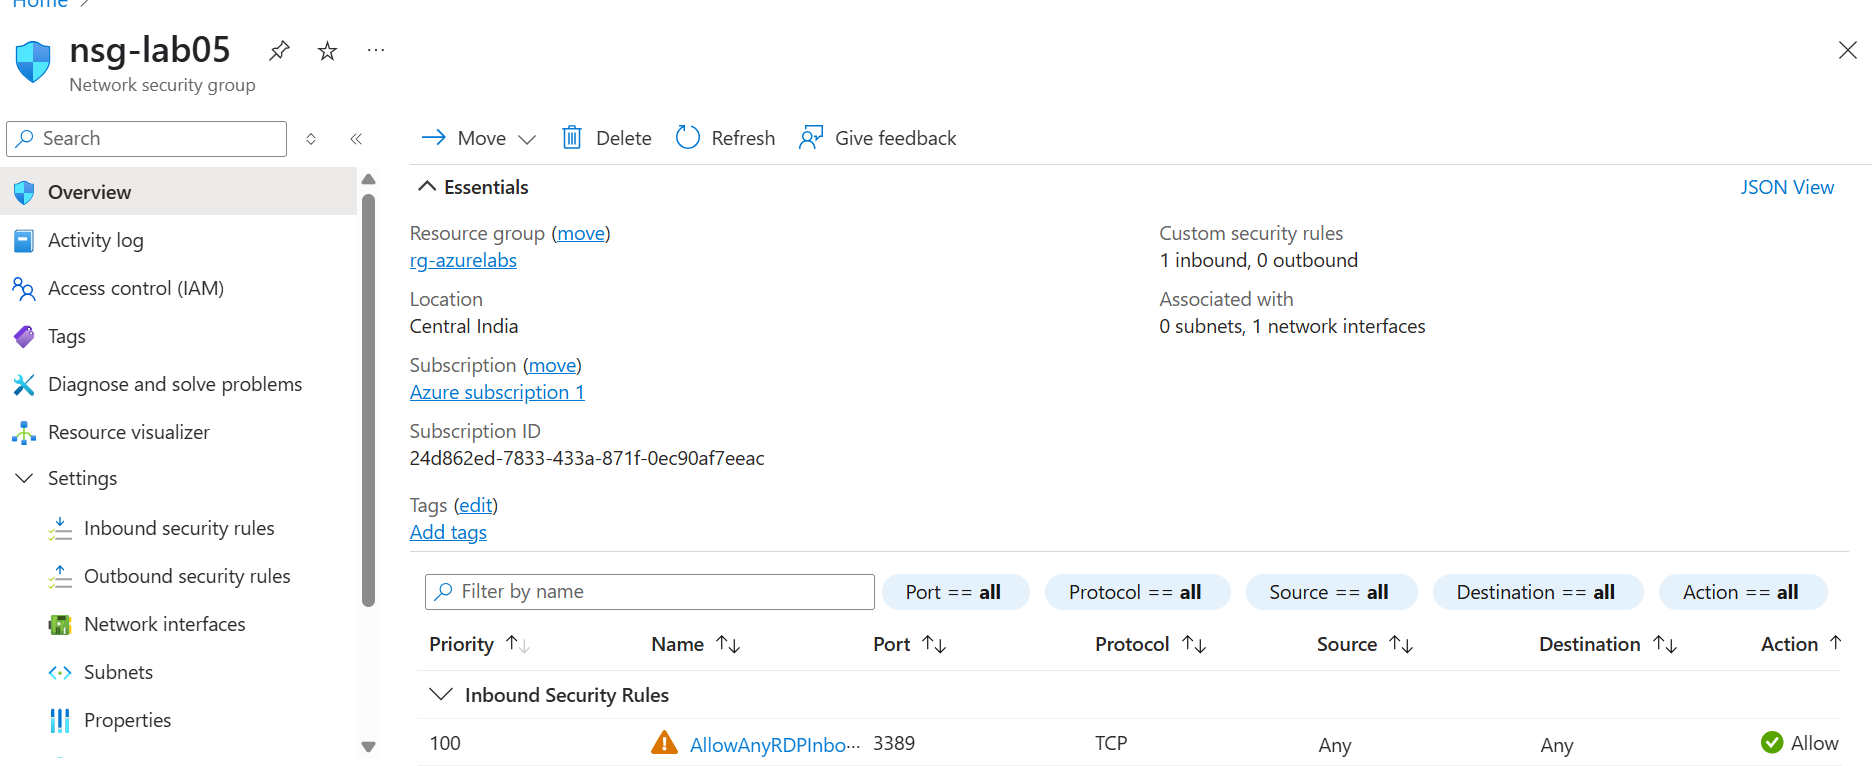 Home
nsg-lab05
Network security group
Search
Move
Delete
Refresh
Give feedback
Overview
Activity log
Access control (IAM)
Tags
Diagnose and solve problems
Resource visualizer
Settings
Inbound security rules
Outbound security rules
Network interfaces
Subnets
Properties
Essentials
JSON View
Resource group (move)
rg-azurelabs
Location
Central India
Subscription (move)
Azure subscription 1
Subscription ID
24d862ed-7833-433a-871f-0ec90af7eeac
Tags (edit)
Add tags
Custom security rules
1 inbound, 0 outbound
Associated with
0 subnets, 1 network interfaces
Filter by name
Port == all
Protocol == all
Source == all
Destination == all
Action == all
Priority Name Port Protocol Source Destination Action
Inbound Security Rules
100 AllowAnyRDPInbo... 3389 TCP Any Any Allow